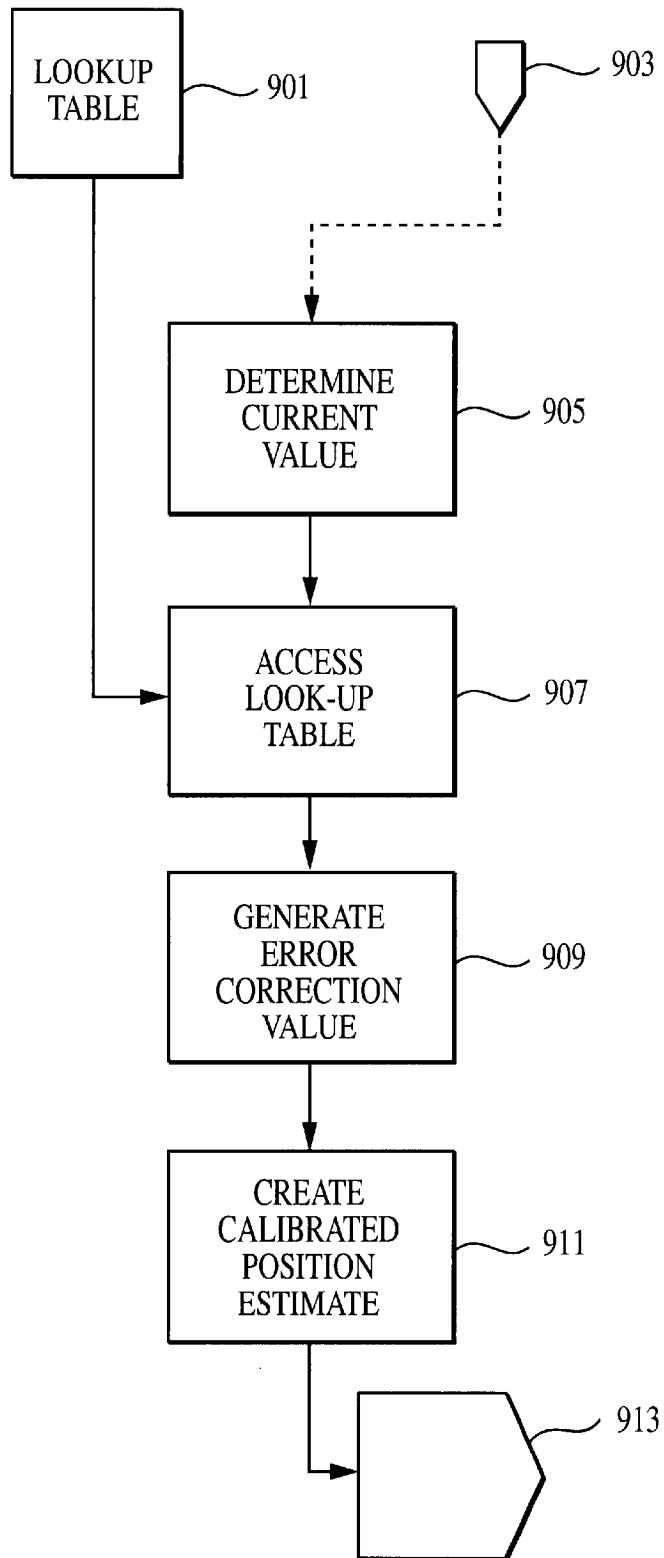 LOOKUP
TABLE
901
903
DETERMINE
CURRENT
VALUE
905
ACCESS
LOOK-UP
TABLE
907
GENERATE
ERROR
CORRECTION
VALUE
909
CREATE
CALIBRATED
POSITION
ESTIMATE
911
913